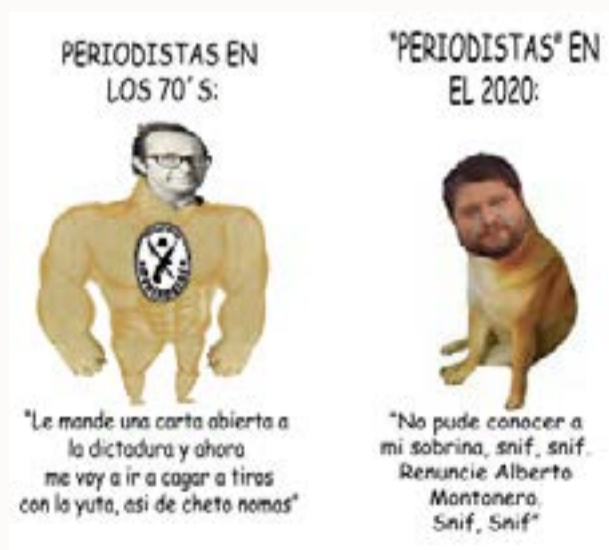 PERIODISTAS EN
LOS 70´S:
"Le mande una carta abierta a
la dictadura y ahora
me voy a ir a cagar a tiros
con la yuta, asi de cheto nomas"
"PERIODISTAS" EN
EL 2020:
"No pude conocer a
mi sobrina, snif, snif.
Renuncie Alberto
Montonero.
Snif, Snif"